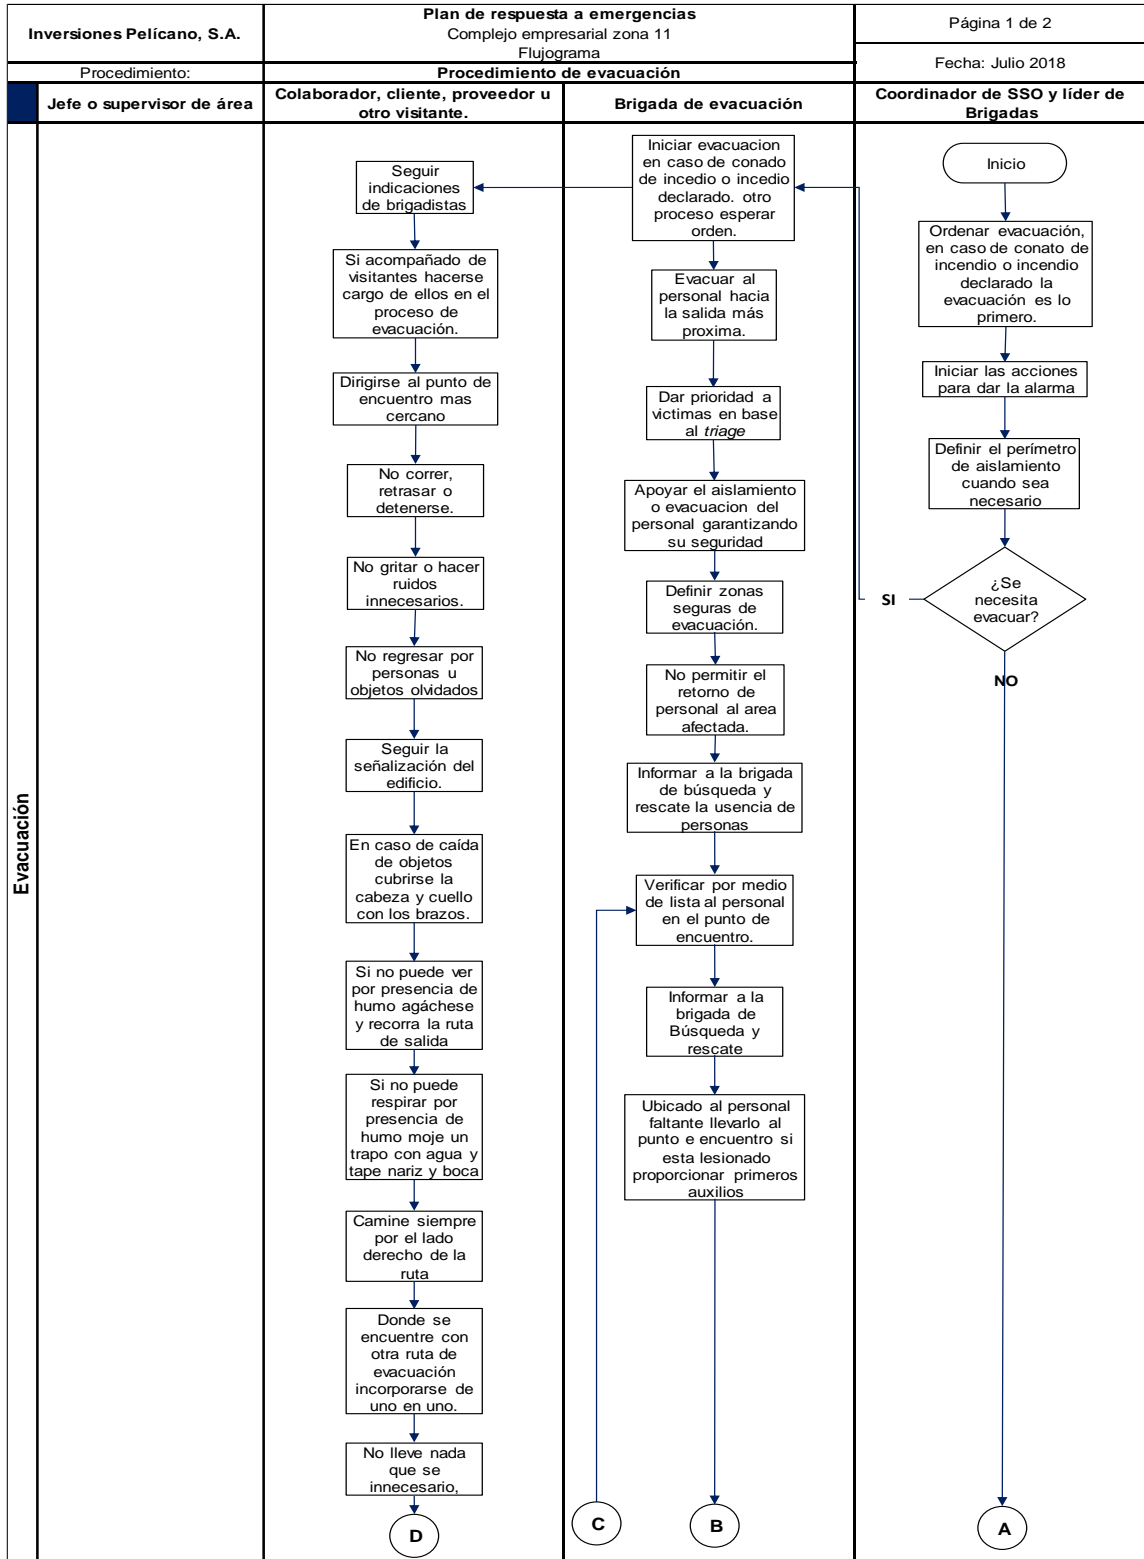 Inversiones Pelícano, S.A.
Plan de respuesta a emergencias
Complejo empresarial zona 11
Flujograma
Página 1 de 2
Fecha: Julio 2018
Procedimiento:
Procedimiento de evacuación
Jefe o supervisor de área
Colaborador, cliente, proveedor u
otro visitante.
Brigada de evacuación
Coordinador de SSO y líder de
Brigadas
Evacuación
Seguir
indicaciones
de brigadistas
Si acompañado de
visitantes hacerse
cargo de ellos en el
proceso de
evacuación.
Dirigirse al punto de
encuentro mas
cercano
No correr,
retrasar o
detenerse.
No gritar o hacer
ruidos
innecesarios.
No regresar por
personas u
objetos olvidados
Seguir la
señalización del
edificio.
En caso de caída
de objetos
cubrirse la
cabeza y cuello
con los brazos.
Si no puede ver
por presencia de
humo agáchese
y recorra la ruta
de salida
Si no puede
respirar por
presencia de
humo moje un
trapo con agua y
tape nariz y boca
Camine siempre
por el lado
derecho de la
ruta
Donde se
encuentre con
otra ruta de
evacuación
incorporarse de
uno en uno.
No lleve nada
que se
innecesario,
D
Iniciar evacuacion
en caso de conado
de incedio o incedio
declarado. otro
proceso esperar
orden.
Evacuar al
personal hacia
la salida más
proxima.
Dar prioridad a
victimas en base
al triage
Apoyar el aislamiento
o evacuacion del
personal garantizando
su seguridad
Definir zonas
seguras de
evacuación.
No permitir el
retorno de
personal al area
afectada.
Informar a la brigada
de búsqueda y
rescate la usencia de
personas
Verificar por medio
de lista al personal
en el punto de
encuentro.
Informar a la
brigada de
Búsqueda y
rescate
Ubicado al personal
faltante llevarlo al
punto e encuentro si
esta lesionado
proporcionar primeros
auxilios
C
B
Inicio
Ordenar evacuación,
en caso de conato de
incendio o incendio
declarado la
evacuación es lo
primero.
Iniciar las acciones
para dar la alarma
Definir el perímetro
de aislamiento
cuando sea
necesario
¿Se
necesita
evacuar?
SI
NO
A